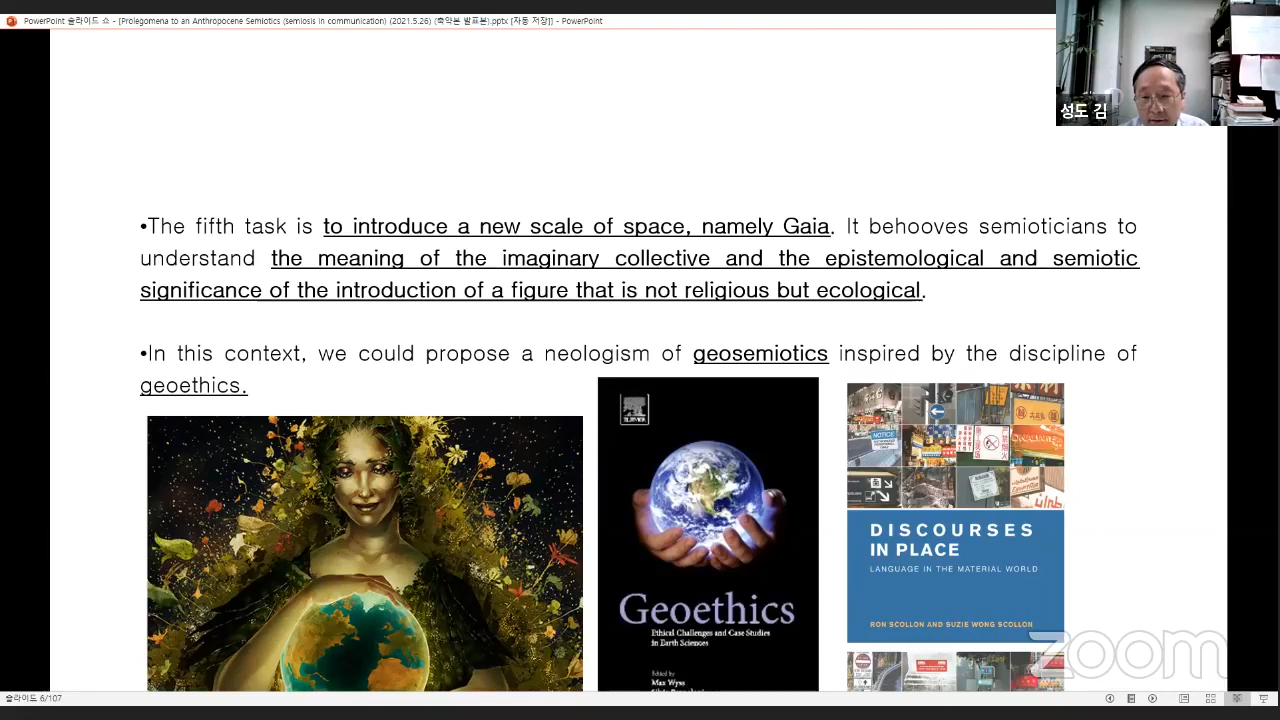 PowerPoint 슬라이드 쇼 - [Prolegomena to an Anthropocene Semiotics (semiosis in communication) (2021.5.26) (축약본 발표본).pptx [자동 저장]] - PowerPoint
성도 김
•The fifth task is to introduce a new scale of space, namely Gaia. It behooves semioticians to
understand the meaning of the imaginary collective and the epistemological and semiotic
significance of the introduction of a figure that is not religious but ecological.
•In this context, we could propose a neologism of geosemiotics inspired by the discipline of
geoethics.
NOTICE
DISCOURSES
IN PLACE
LANGUAGE IN THE MATERIAL WORLD
RON SCOLLON AND SUZIE WONG SCOLLON
Geoethics
Ethical Challenges and Case Studies
in Earth Sciences
Edited by
Max Wyss
zoom
슬라이드 6/107